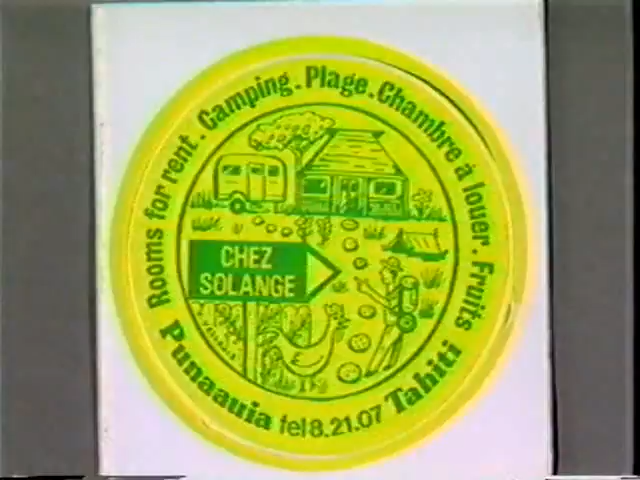 Rooms for rent . Camping . Plage . Chambre à louer . Fruits
CHEZ
SOLANGE
Punaauia tel 8.21.07 Tahiti